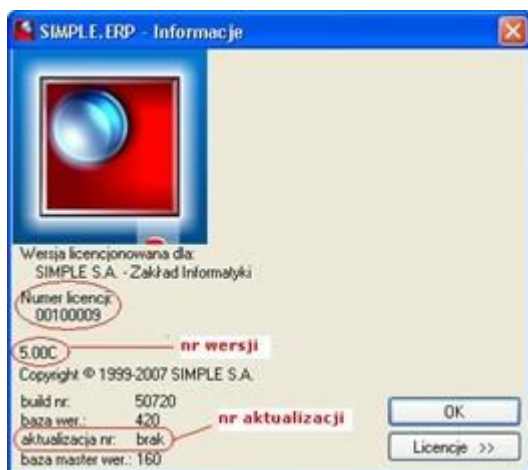 SIMPLE.ERP - Informacje
Wersja licencjonowana dla:
SIMPLE S.A. - Zakład Informatyki
Numer licencji:
00100009
5.00C nr wersji
Copyright © 1999-2007 SIMPLE S.A.
build nr: 50720
baza wer.: 420 nr aktualizacji
aktualizacja nr: brak
baza master wer.: 160
OK
Licencje >>